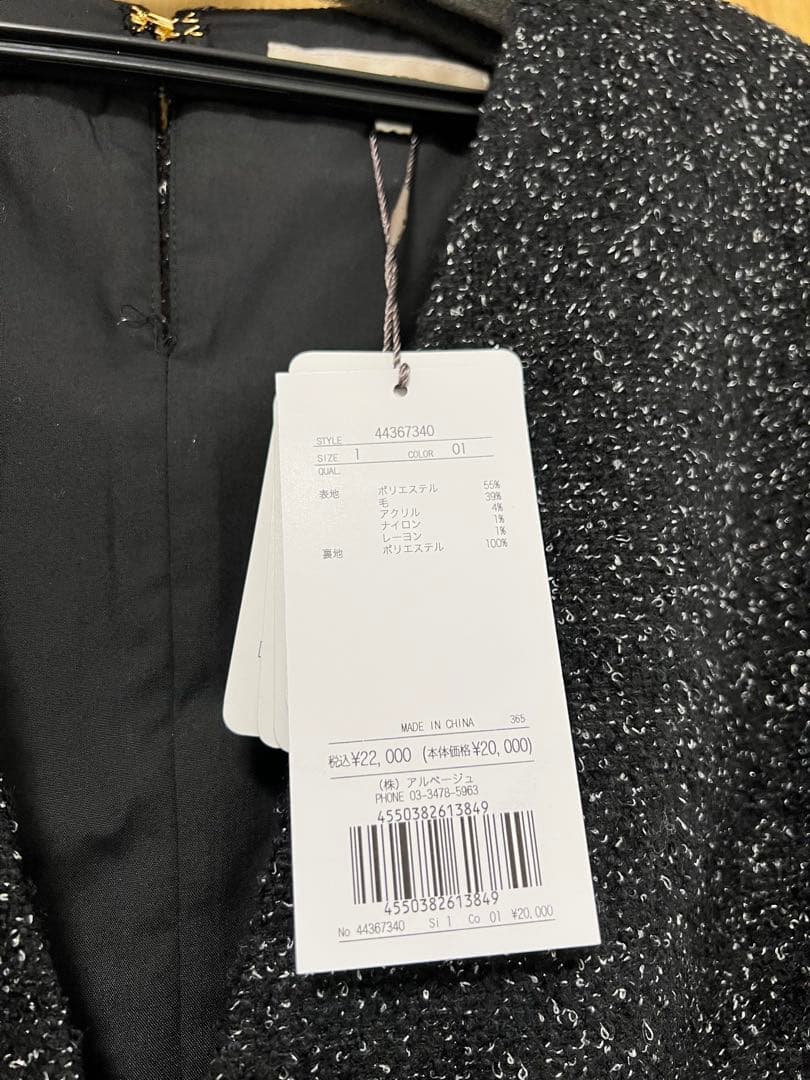 STYLE 44367340
SIZE 1 COLOR 01
QUAL.
表地 ポリエステル 55%
毛 39%
アクリル 4%
ナイロン 1%
レーヨン 1%
裏地 ポリエステル 100%
MADE IN CHINA 365
税込¥22,000 (本体価格¥20,000)
(株) アルページュ
PHONE 03-3478-5963
4550382613849
4550382613849
No 44367340 Si 1 Co 01 ¥20,000